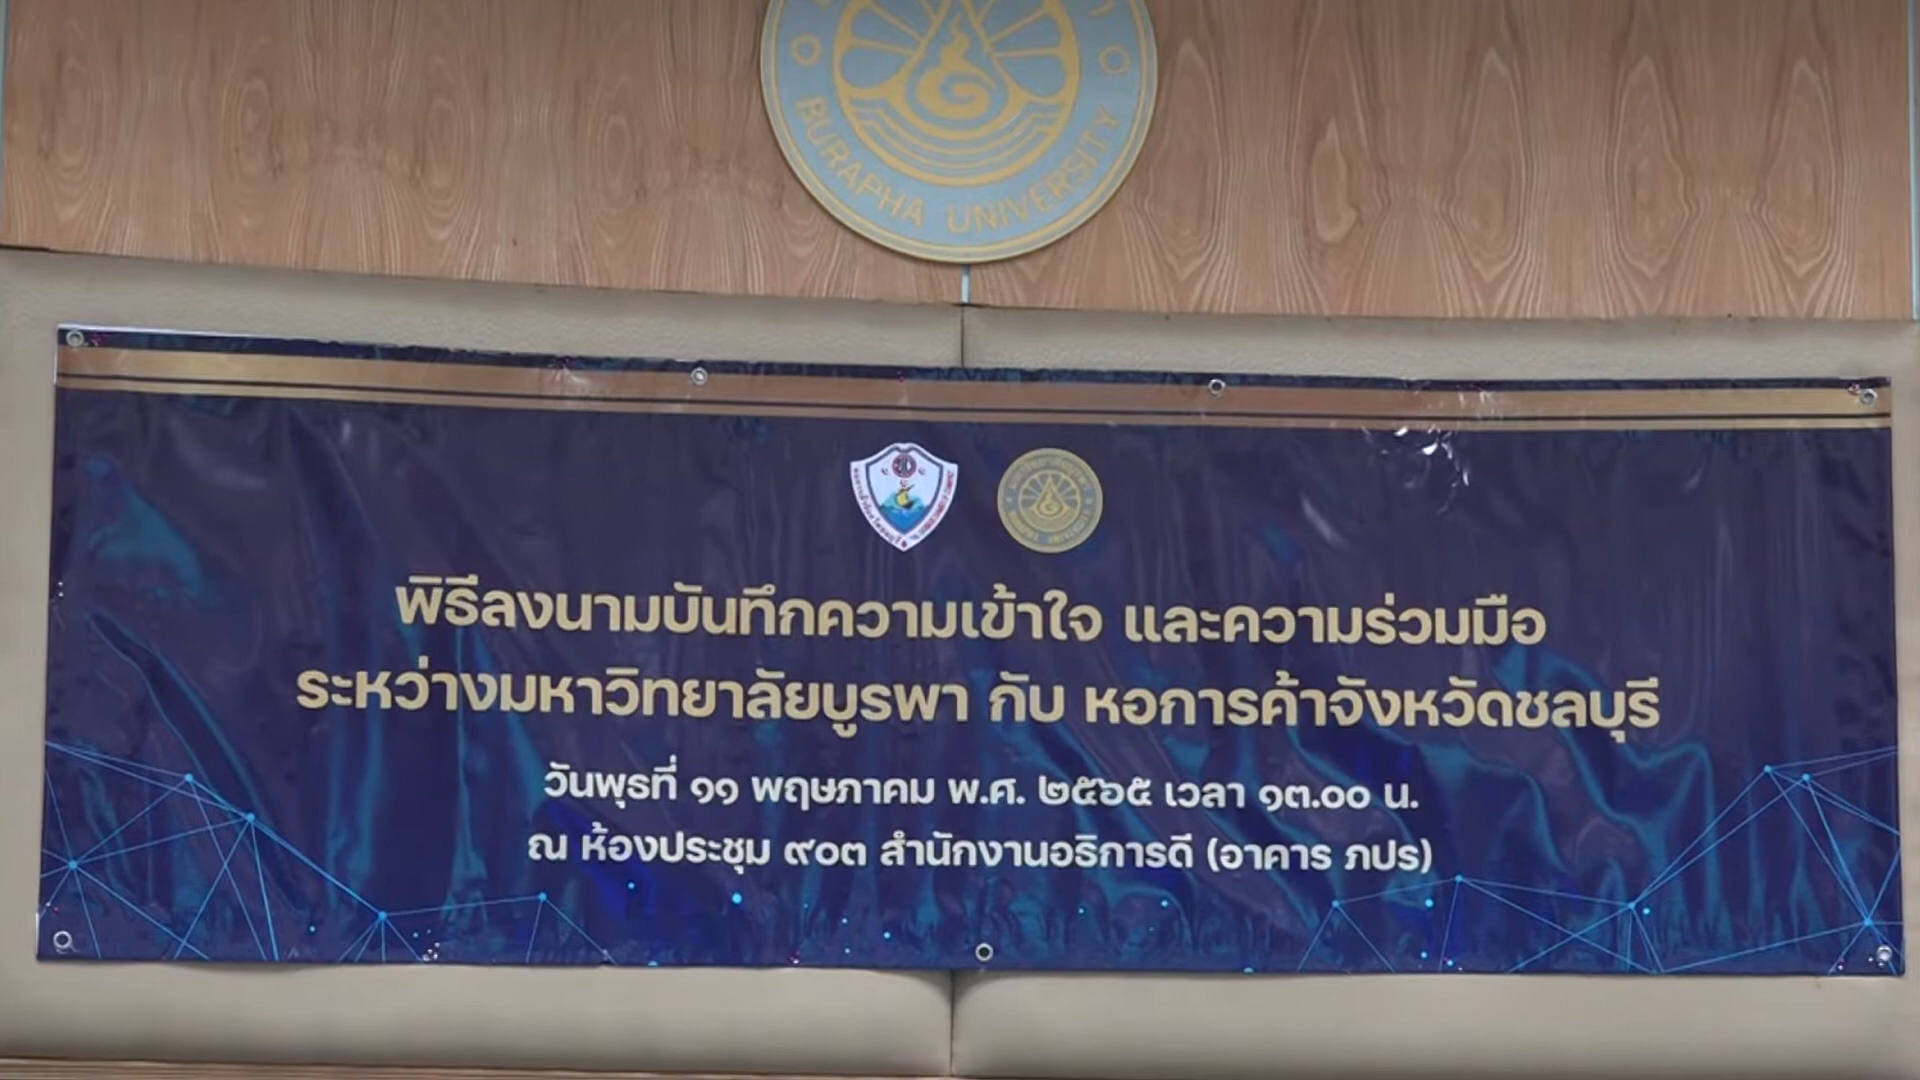 BURAPHA UNIVERSITY
พิธีลงนามบันทึกความเข้าใจ และความร่วมมือ
ระหว่างมหาวิทยาลัยบูรพา กับ หอการค้าจังหวัดชลบุรี
วันพุธที่ ๑๑ พฤษภาคม พ.ศ. ๒๕๖๕ เวลา ๑๓.๐๐ น.
ณ ห้องประชุม ๙๐๓ สำนักงานอธิการดี (อาคาร ภปร)